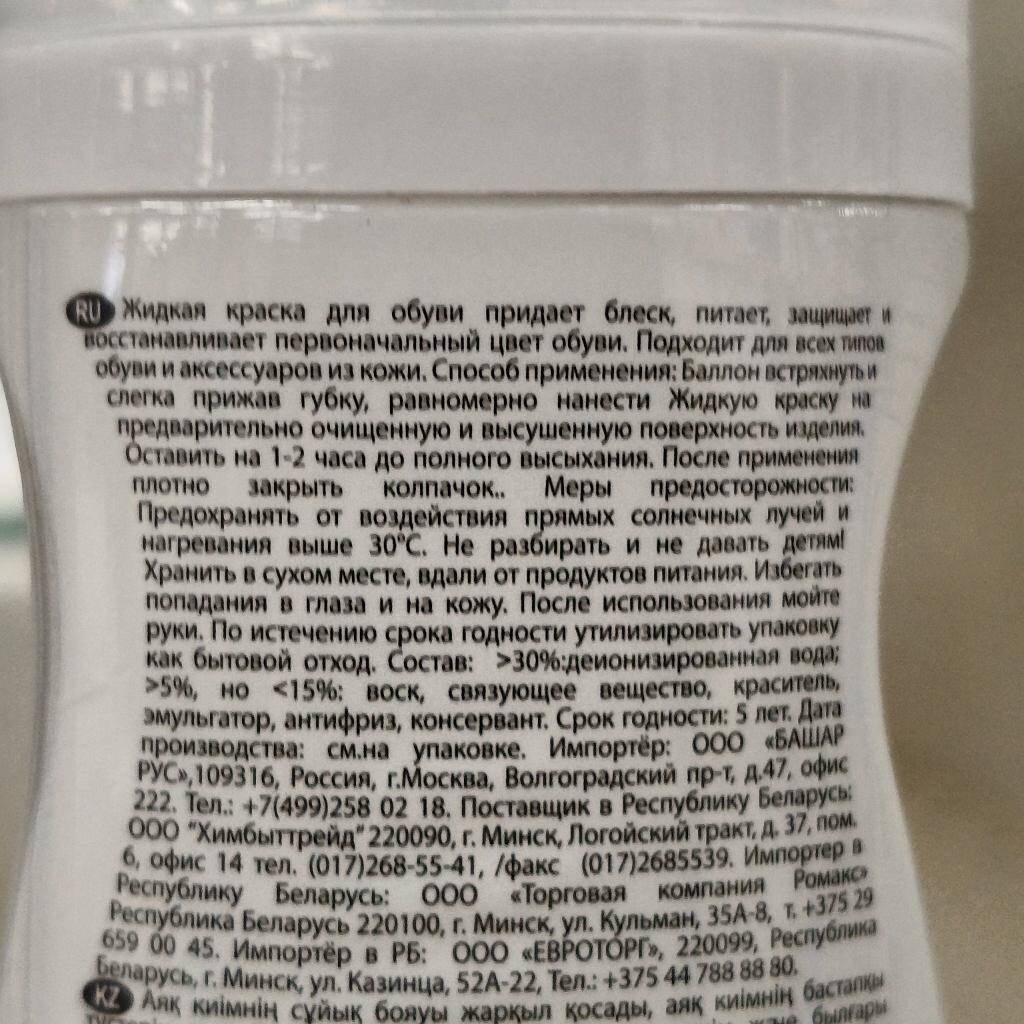 RU Жидкая краска для обуви придает блеск, питает, защищает и
восстанавливает первоначальный цвет обуви. Подходит для всех типов
обуви и аксессуаров из кожи. Способ применения: Баллон встряхнуть и
слегка прижав губку, равномерно нанести Жидкую краску на
предварительно очищенную и высушенную поверхность изделия.
Оставить на 1-2 часа до полного высыхания. После применения
плотно закрыть колпачок.. Меры предосторожности:
Предохранять от воздействия прямых солнечных лучей и
нагревания выше 30°С. Не разбирать и не давать детям!
Хранить в сухом месте, вдали от продуктов питания. Избегать
попадания в глаза и на кожу. После использования мойте
руки. По истечению срока годности утилизировать упаковку
как бытовой отход. Состав: >30%:деионизированная вода;
>5%, но <15%: воск, связующее вещество, краситель,
эмульгатор, антифриз, консервант. Срок годности: 5 лет. Дата
производства: см.на упаковке. Импортёр: ООО «БАШАР
РУС»,109316, Россия, г.Москва, Волгоградский пр-т, д.47, офис
222. Тел.: +7(499)258 02 18. Поставщик в Республику Беларусь:
ООО "Химбыттрейд" 220090, г. Минск, Логойский тракт, д. 37, пом.
6, офис 14 тел. (017)268-55-41, /факс (017)2685539. Импортер в
Республику Беларусь: ООО «Торговая компания Ромакс»
Республика Беларусь 220100, г. Минск, ул. Кульман, 35А-8, т. +375 29
659 00 45. Импортёр в РБ: ООО «ЕВРОТОРГ», 220099, Республика
Беларусь, г. Минск, ул. Казинца, 52А-22, Тел.: +375 44 788 88 80.
KZ Аяқ киімнің сұйық бояуы жарқыл қосады, аяқ киімнің бастапқы
және былғары